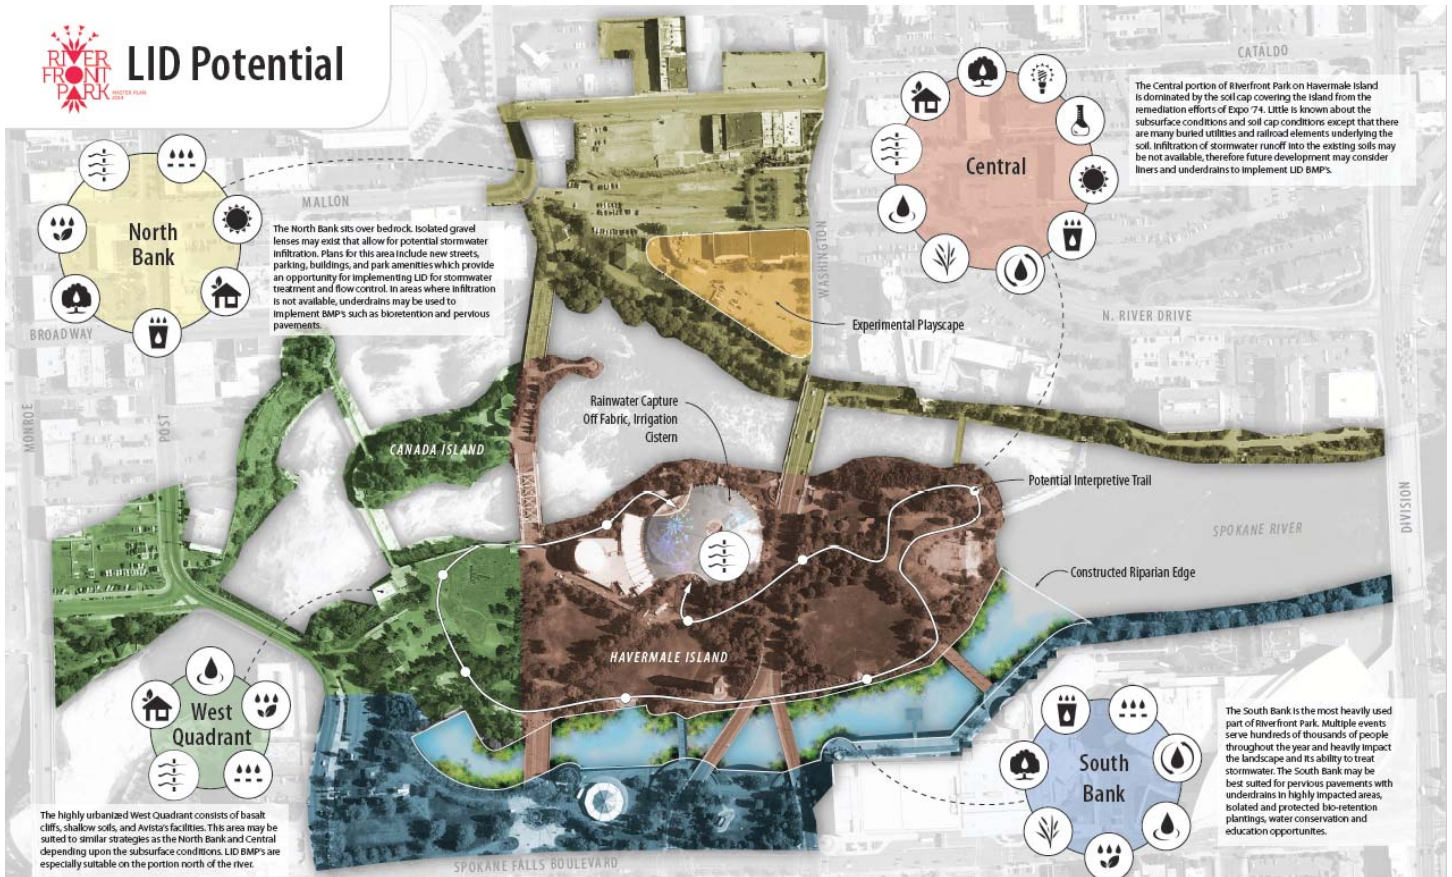 RIVER
FRONT
PARK
MASTER PLAN
2014
LID Potential
CATALDO
The Central portion of Riverfront Park on Havermale Island
is dominated by the soil cap covering the island from the
remediation efforts of Expo '74. Little is known about the
subsurface conditions and soil cap conditions except that there
are many buried utilities and railroad elements underlying the
soil. Infiltration of stormwater runoff into the existing soils may
be not available, therefore future development may consider
liners and underdrains to implement LID BMP's.
Central
North
Bank
MALLON
The North Bank sits over bedrock. Isolated gravel
lenses may exist that allow for potential stormwater
infiltration. Plans for this area include new streets,
parking, buildings, and park amenities which provide
an opportunity for implementing LID for stormwater
treatment and flow control. In areas where infiltration
is not available, underdrains may be used to
implement BMP's such as bioretention and pervious
pavements.
WASHINGTON
BROADWAY
N. RIVER DRIVE
Experimental Playscape
MONROE
POST
Rainwater Capture
Off Fabric, Irrigation
Cistern
CANADA ISLAND
Potential Interpretive Trail
DIVISION
SPOKANE RIVER
Constructed Riparian Edge
HAVERMALE ISLAND
West
Quadrant
South
Bank
The South Bank is the most heavily used
part of Riverfront Park. Multiple events
serve hundreds of thousands of people
throughout the year and heavily impact
the landscape and its ability to treat
stormwater. The South Bank may be
best suited for pervious pavements with
underdrains in highly impacted areas,
isolated and protected bio-retention
plantings, water conservation and
education opportunites.
The highly urbanized West Quadrant consists of basalt
cliffs, shallow soils, and Avista's facilities. This area may be
suited to similar strategies as the North Bank and Central
depending upon the subsurface conditions. LID BMP's are
especially suitable on the portion north of the river.
SPOKANE FALLS BOULEVARD